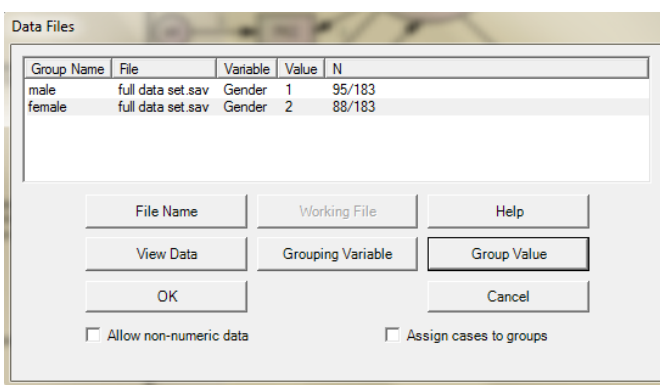 Data Files
Group Name File Variable Value N
male full data set.sav Gender 1 95/183
female full data set.sav Gender 2 88/183
File Name Working File Help
View Data Grouping Variable Group Value
OK Cancel
Allow non-numeric data Assign cases to groups